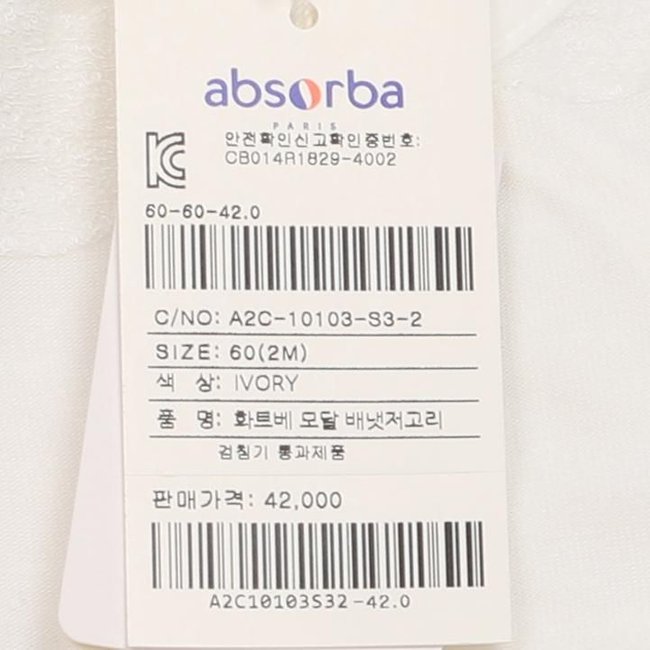 absorba
PARIS
안전확인신고확인증번호:
CB014R1829-4002
60-60-42.0
C/NO: A2C-10103-S3-2
SIZE: 60(2M)
색 상: IVORY
품 명: 화트베 모달 배냇저고리
검침기 통과제품
판매가격: 42,000
A2C10103S32-42.0